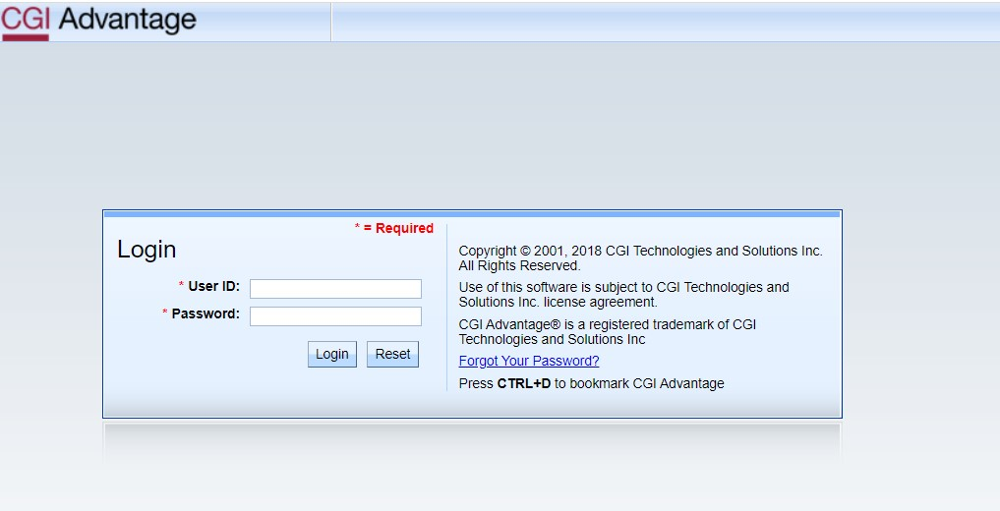 CGI Advantage
* = Required
Login
* User ID:
* Password:
Login Reset
Copyright © 2001, 2018 CGI Technologies and Solutions Inc.
All Rights Reserved.
Use of this software is subject to CGI Technologies and
Solutions Inc. license agreement.
CGI Advantage® is a registered trademark of CGI
Technologies and Solutions Inc
Forgot Your Password?
Press CTRL+D to bookmark CGI Advantage